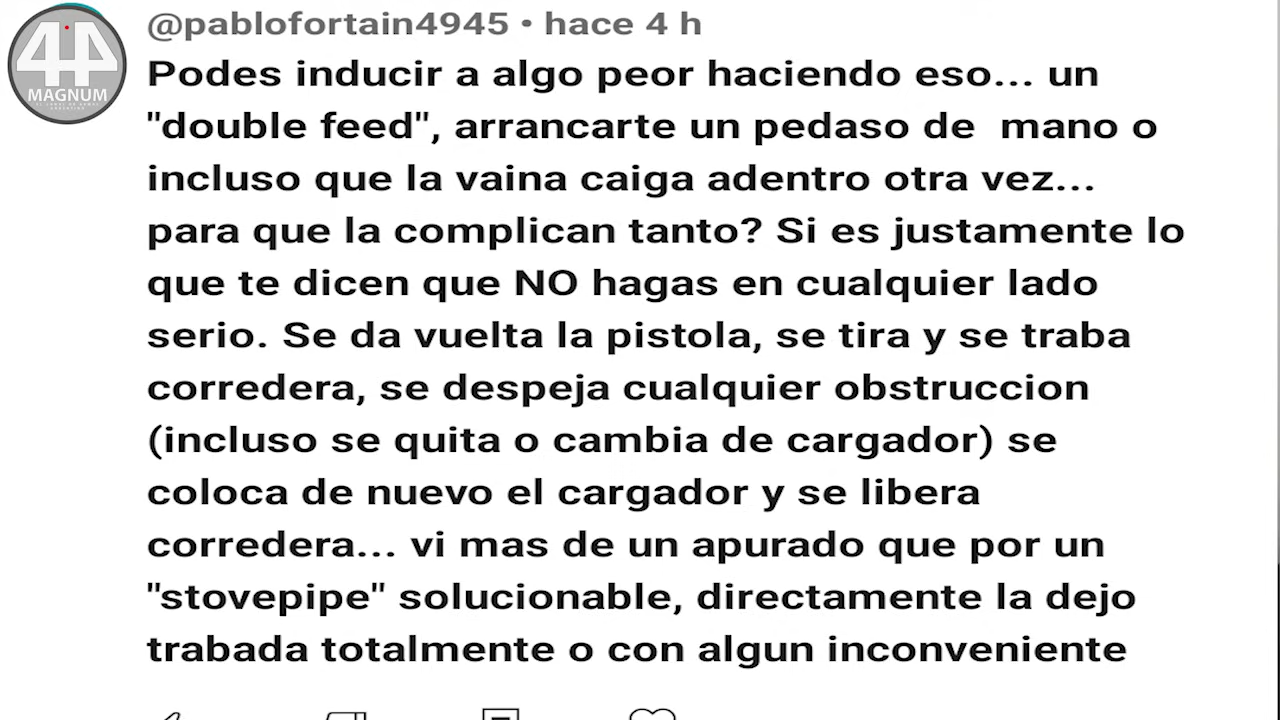 @pablofortain4945 • hace 4 h
Podes inducir a algo peor haciendo eso... un
"double feed", arrancarte un pedaso de mano o
incluso que la vaina caiga adentro otra vez...
para que la complican tanto? Si es justamente lo
que te dicen que NO hagas en cualquier lado
serio. Se da vuelta la pistola, se tira y se traba
corredera, se despeja cualquier obstruccion
(incluso se quita o cambia de cargador) se
coloca de nuevo el cargador y se libera
corredera... vi mas de un apurado que por un
"stovepipe" solucionable, directamente la dejo
trabada totalmente o con algun inconveniente
44
MAGNUM